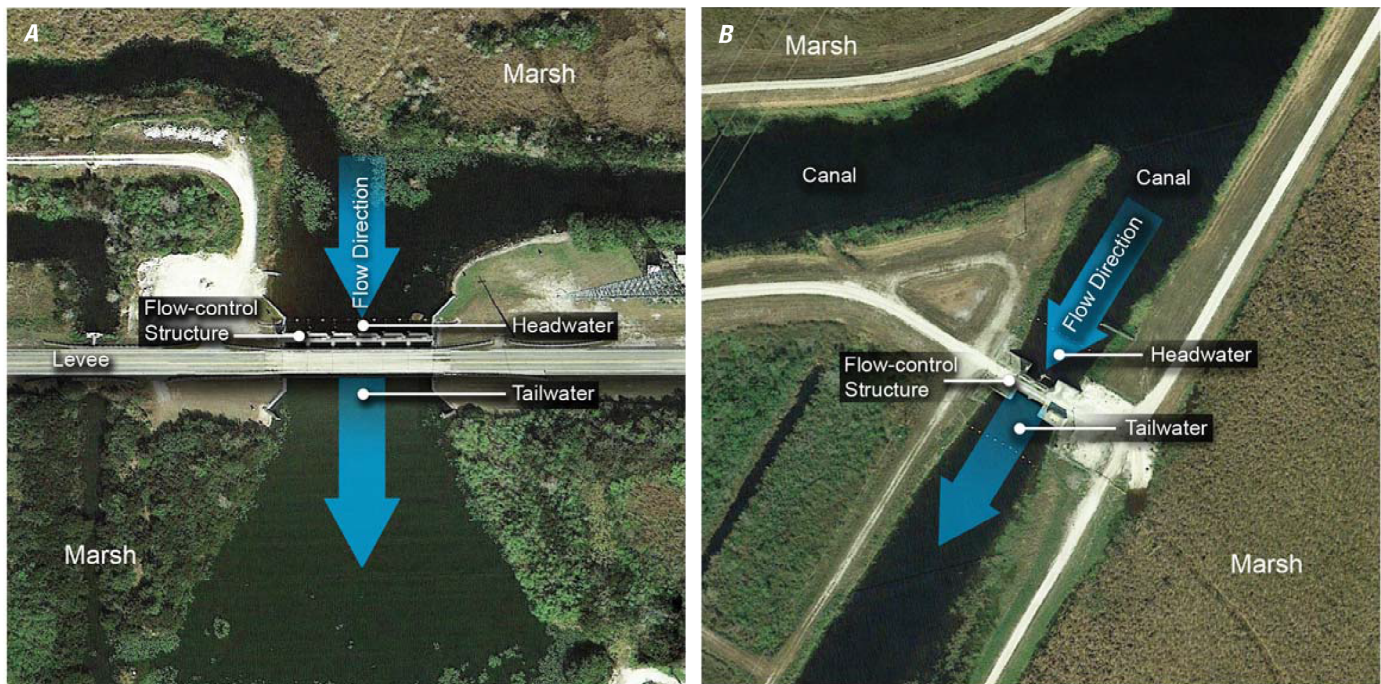 A
Marsh
Flow Direction
Flow-control
Structure
Headwater
Levee
Tailwater
Marsh
B
Marsh
Canal
Canal
Flow Direction
Headwater
Flow-control
Structure
Tailwater
Marsh